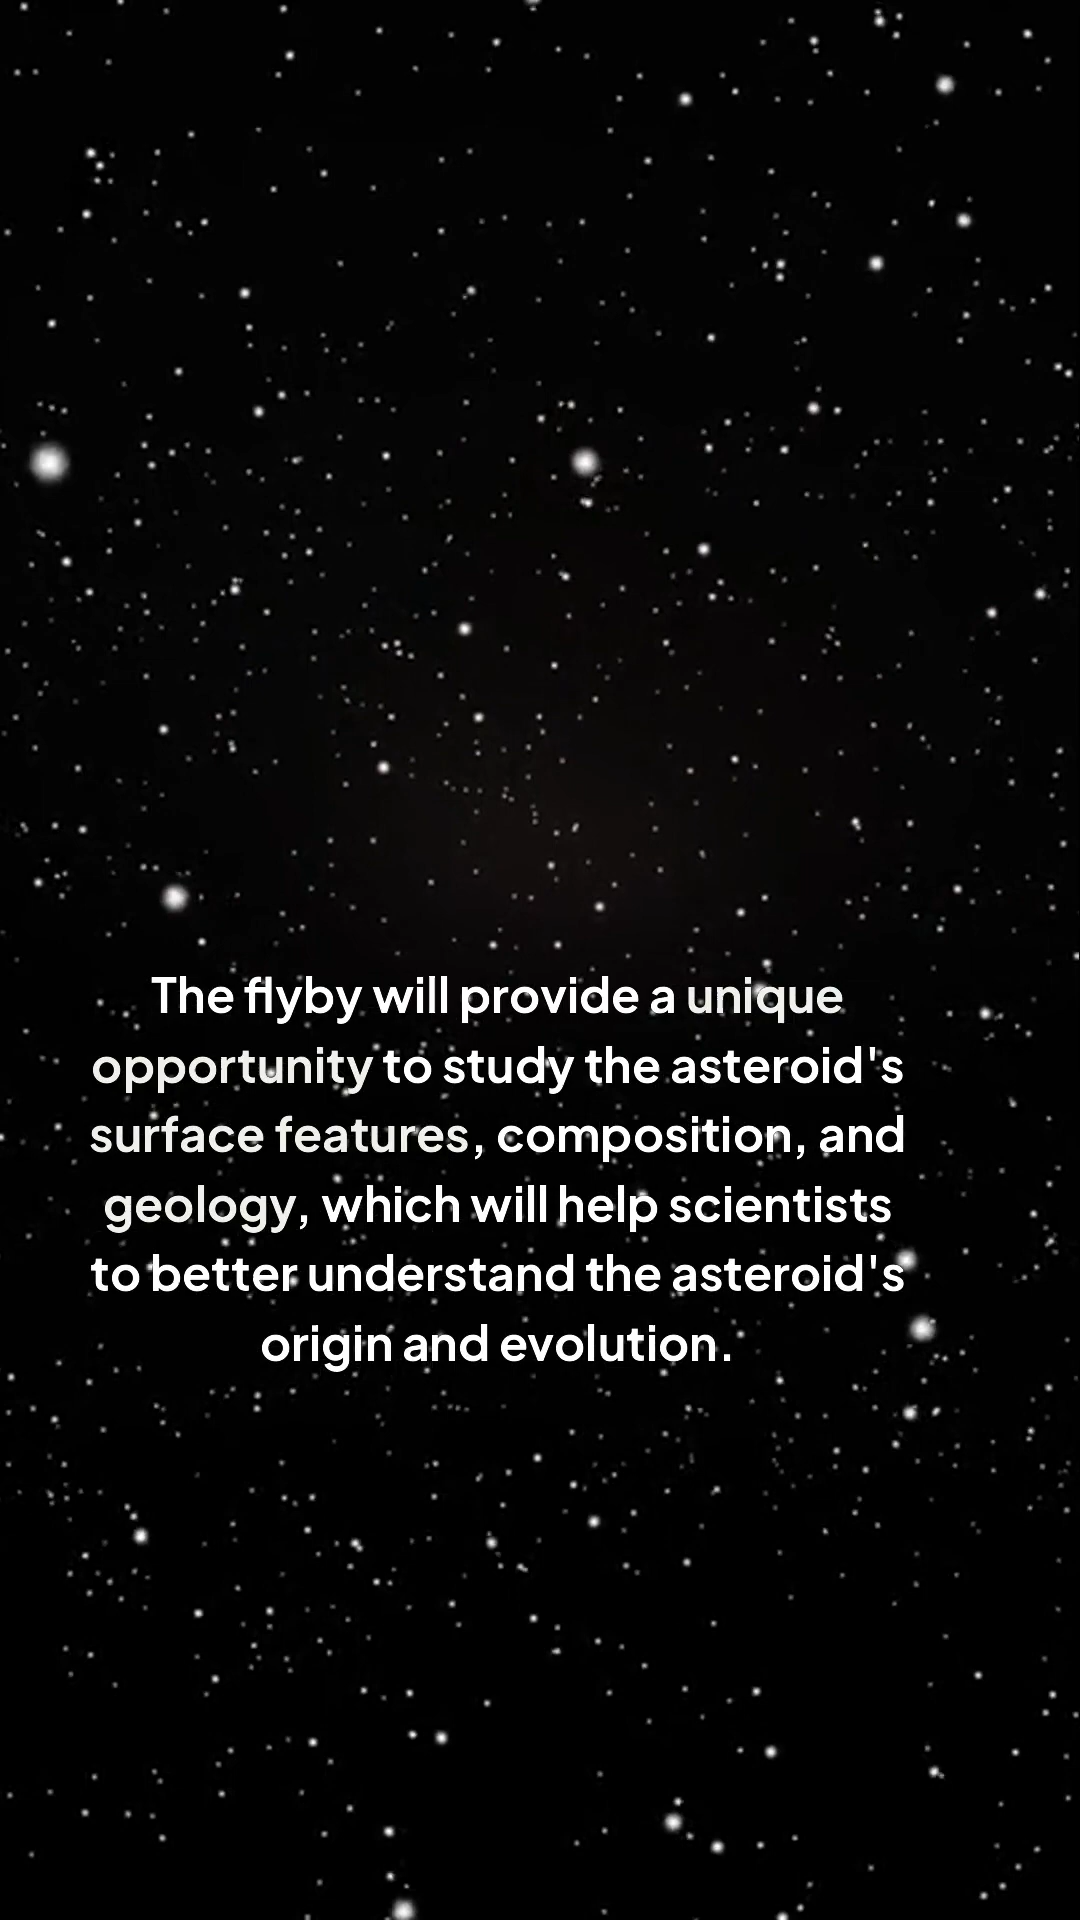 The flyby will provide a unique
opportunity to study the asteroid's
surface features, composition, and
geology, which will help scientists
to better understand the asteroid's
origin and evolution.